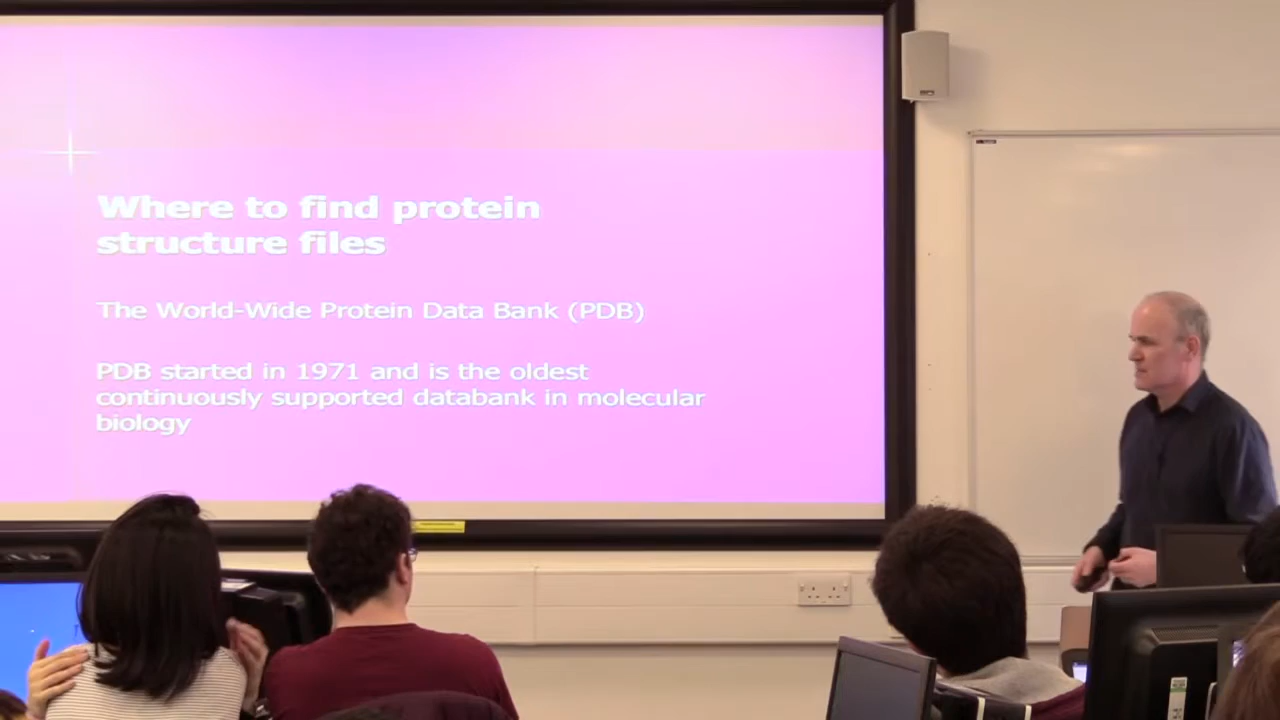 Where to find protein
structure files
The World-Wide Protein Data Bank (PDB)
PDB started in 1971 and is the oldest
continuously supported databank in molecular
biology